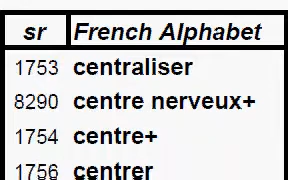 sr French Alphabet
1753 centraliser
8290 centre nerveux+
1754 centre+
1756 centrer